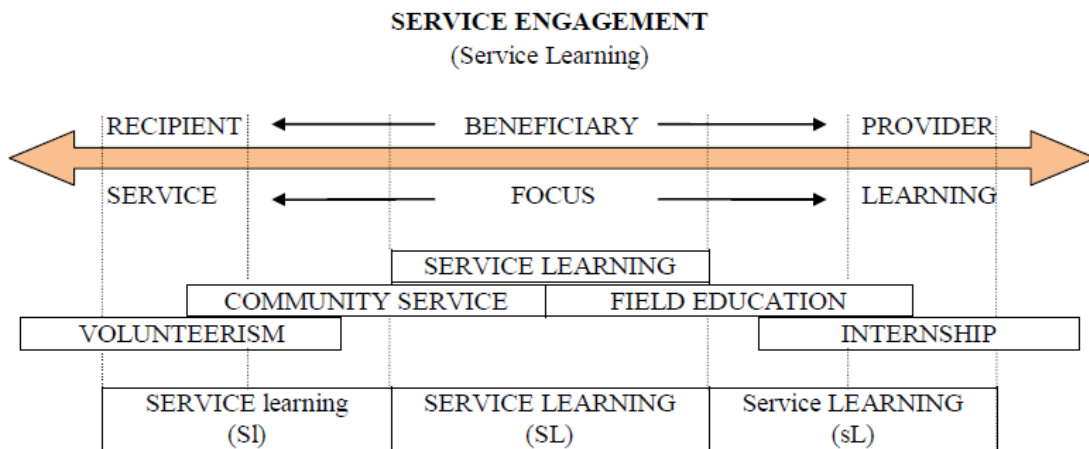 SERVICE ENGAGEMENT
(Service Learning)
RECIPIENT BENEFICIARY PROVIDER
SERVICE FOCUS LEARNING
SERVICE LEARNING
COMMUNITY SERVICE FIELD EDUCATION
VOLUNTEERISM INTERNSHIP
SERVICE learning SERVICE LEARNING Service LEARNING
(Sl) (SL) (sL)